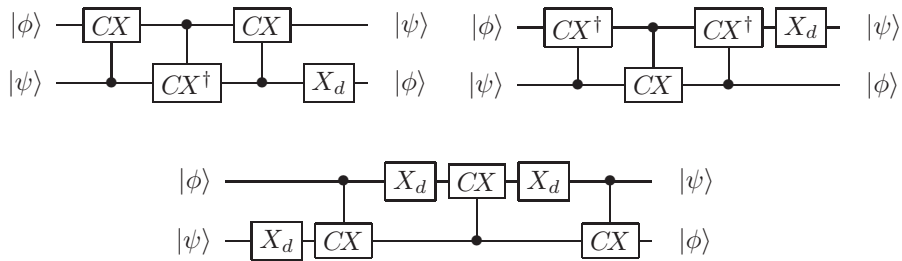 |φ⟩ CX CX |ψ⟩ |φ⟩ CX† CX† X_d |ψ⟩
|ψ⟩ CX† X_d |φ⟩ |ψ⟩ CX |φ⟩
|φ⟩ X_d CX X_d |ψ⟩
|ψ⟩ X_d CX CX |φ⟩